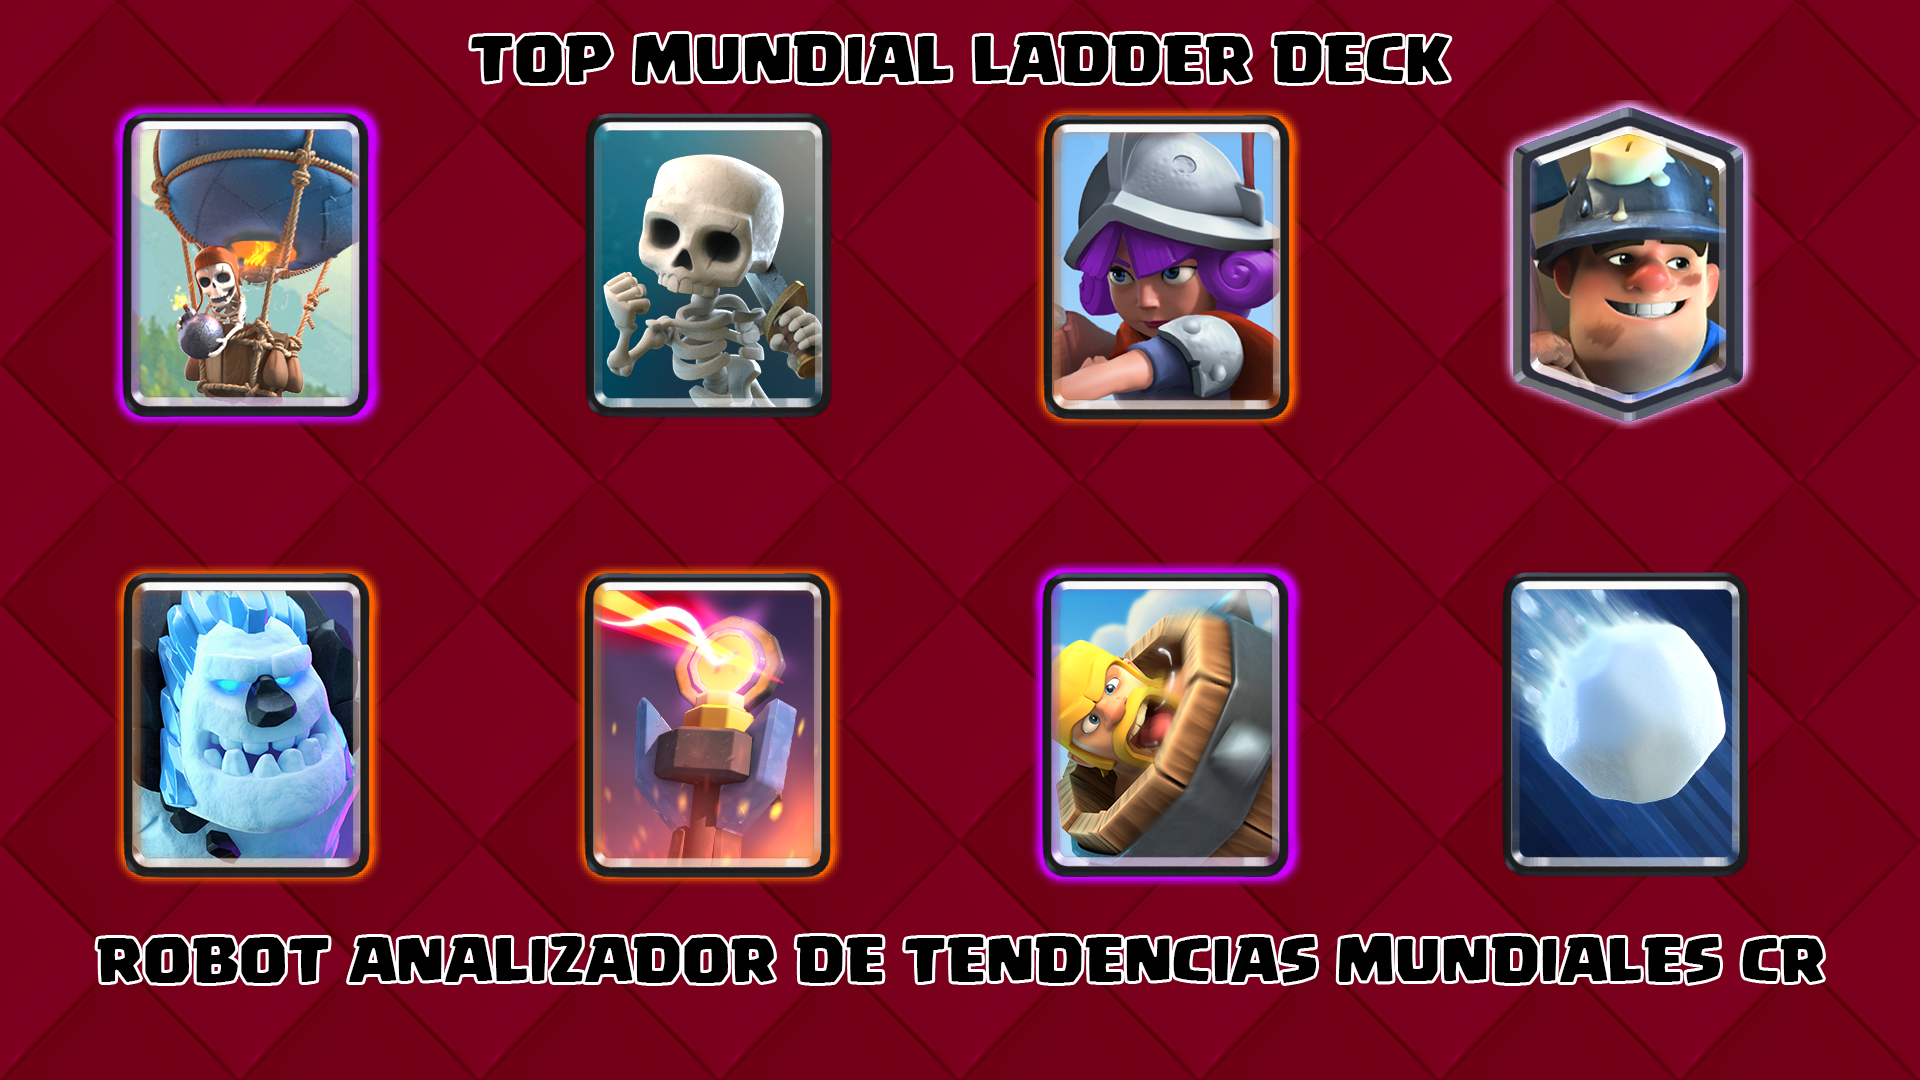 TOP MUNDIAL LADDER DECK
ROBOT ANALIZADOR DE TENDENCIAS MUNDIALES CR